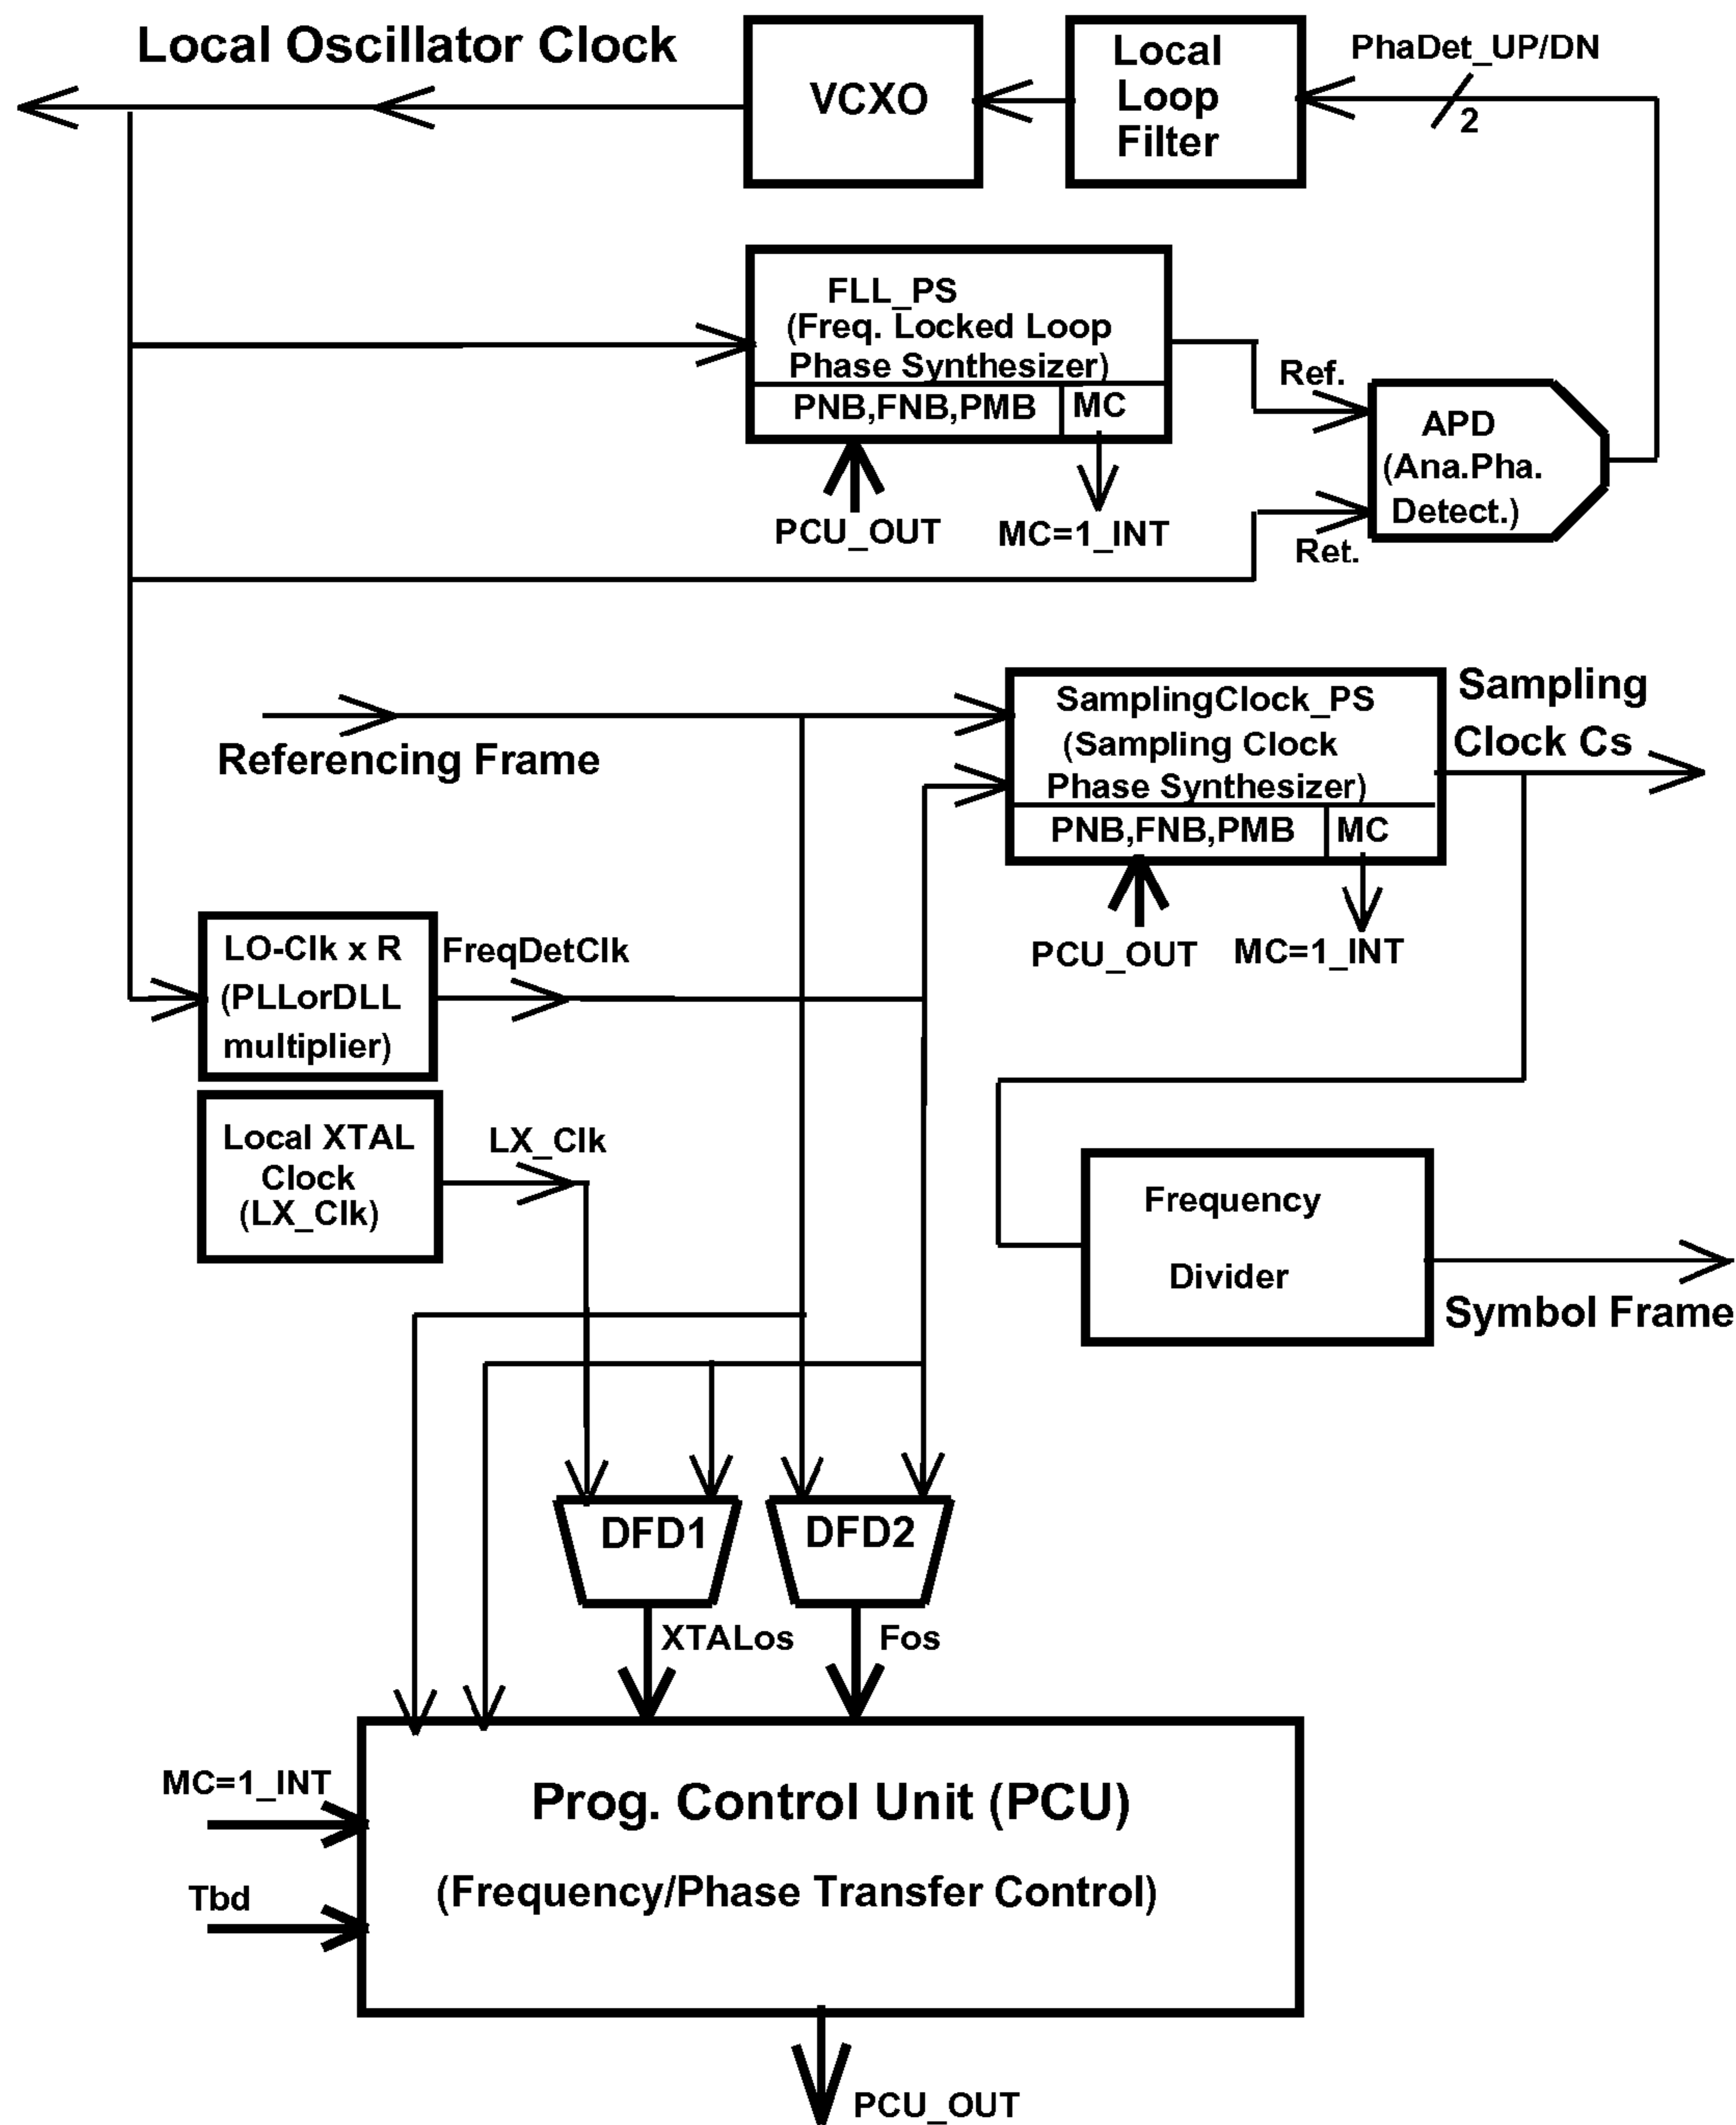 Local Oscillator Clock
VCXO
Local
Loop
Filter
PhaDet_UP/DN
2
FLL_PS
(Freq. Locked Loop
Phase Synthesizer)
PNB,FNB,PMB
MC
PCU_OUT
MC=1_INT
Ref.
APD
(Ana.Pha.
Detect.)
Ret.
Referencing Frame
SamplingClock_PS
(Sampling Clock
Phase Synthesizer)
PNB,FNB,PMB
MC
Sampling
Clock Cs
PCU_OUT
MC=1_INT
LO-Clk x R
(PLLorDLL
multiplier)
FreqDetClk
Local XTAL
Clock
(LX_Clk)
LX_Clk
Frequency
Divider
Symbol Frame
DFD1
DFD2
XTALos
Fos
MC=1_INT
Tbd
Prog. Control Unit (PCU)
(Frequency/Phase Transfer Control)
PCU_OUT